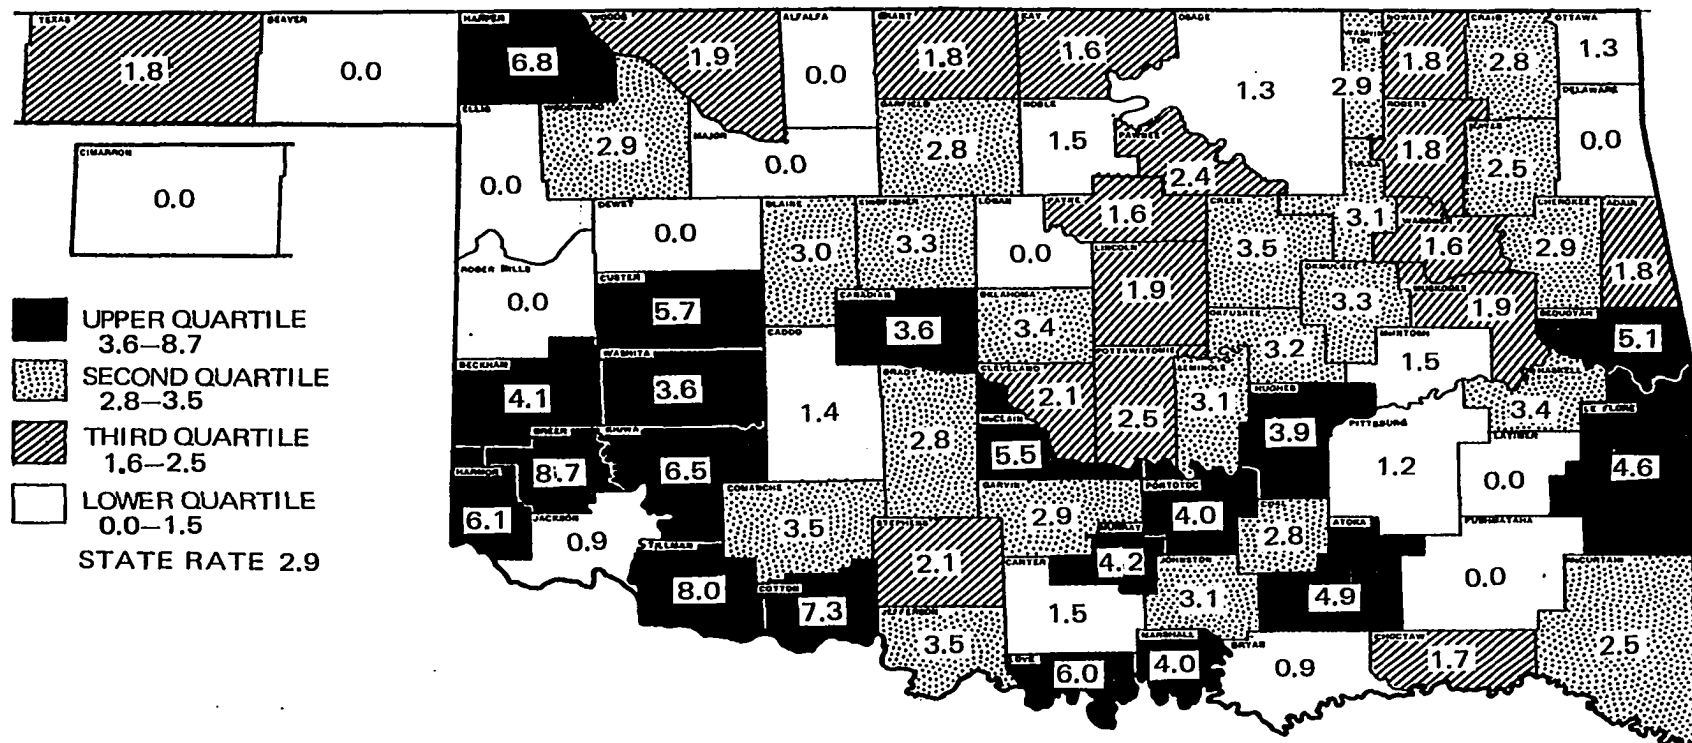 TEXAS BEAVER HARPER WOODS ALFALFA GRANT KAY OSAGE WASHING-TON NOWATA CRAIG OTTAWA
1.8 0.0 6.8 1.9 0.0 1.8 1.6 1.3 2.9 1.8 2.8 1.3
ELLIS WOODWARD MAJOR GARFIELD NOBLE PAWNEE ROGERS MAYES DELAWARE
0.0 2.9 0.0 2.8 1.5 2.4 1.8 2.5 0.0
CIMARRON
0.0
DEWEY BLAINE KINGFISHER LOGAN PAYNE CREEK TULSA WAGONER CHEROKEE ADAIR
0.0 3.0 3.3 0.0 1.6 3.5 3.1 1.6 2.9 1.8
ROGER MILLS CUSTER CANADIAN OKLAHOMA LINCOLN OKMULGEE MUSKOGEE SEQUOYAH
0.0 5.7 3.6 3.4 1.9 3.3 1.9 5.1
BECKHAM WASHITA CADDO GRADY CLEVELAND POTTAWATOMIE SEMINOLE OKFUSKEE McINTOSH HASKELL
4.1 3.6 1.4 2.8 2.1 2.5 3.1 3.2 1.5 3.4
HARMON GREER KIOWA McCLAIN HUGHES PITTSBURG LATIMER LE FLORE
6.1 8.7 6.5 5.5 3.9 1.2 0.0 4.6
JACKSON COMANCHE STEPHENS GARVIN PONTOTOC COAL ATOKA PUSHMATAHA
0.9 3.5 2.1 2.9 4.0 2.8 4.9 0.0
TILLMAN COTTON JEFFERSON CARTER MURRAY JOHNSTON McCURTAIN
8.0 7.3 3.5 1.5 4.2 3.1 2.5
LOVE MARSHALL BRYAN CHOCTAW
6.0 4.0 0.9 1.7
UPPER QUARTILE
3.6–8.7
SECOND QUARTILE
2.8–3.5
THIRD QUARTILE
1.6–2.5
LOWER QUARTILE
0.0–1.5
STATE RATE 2.9